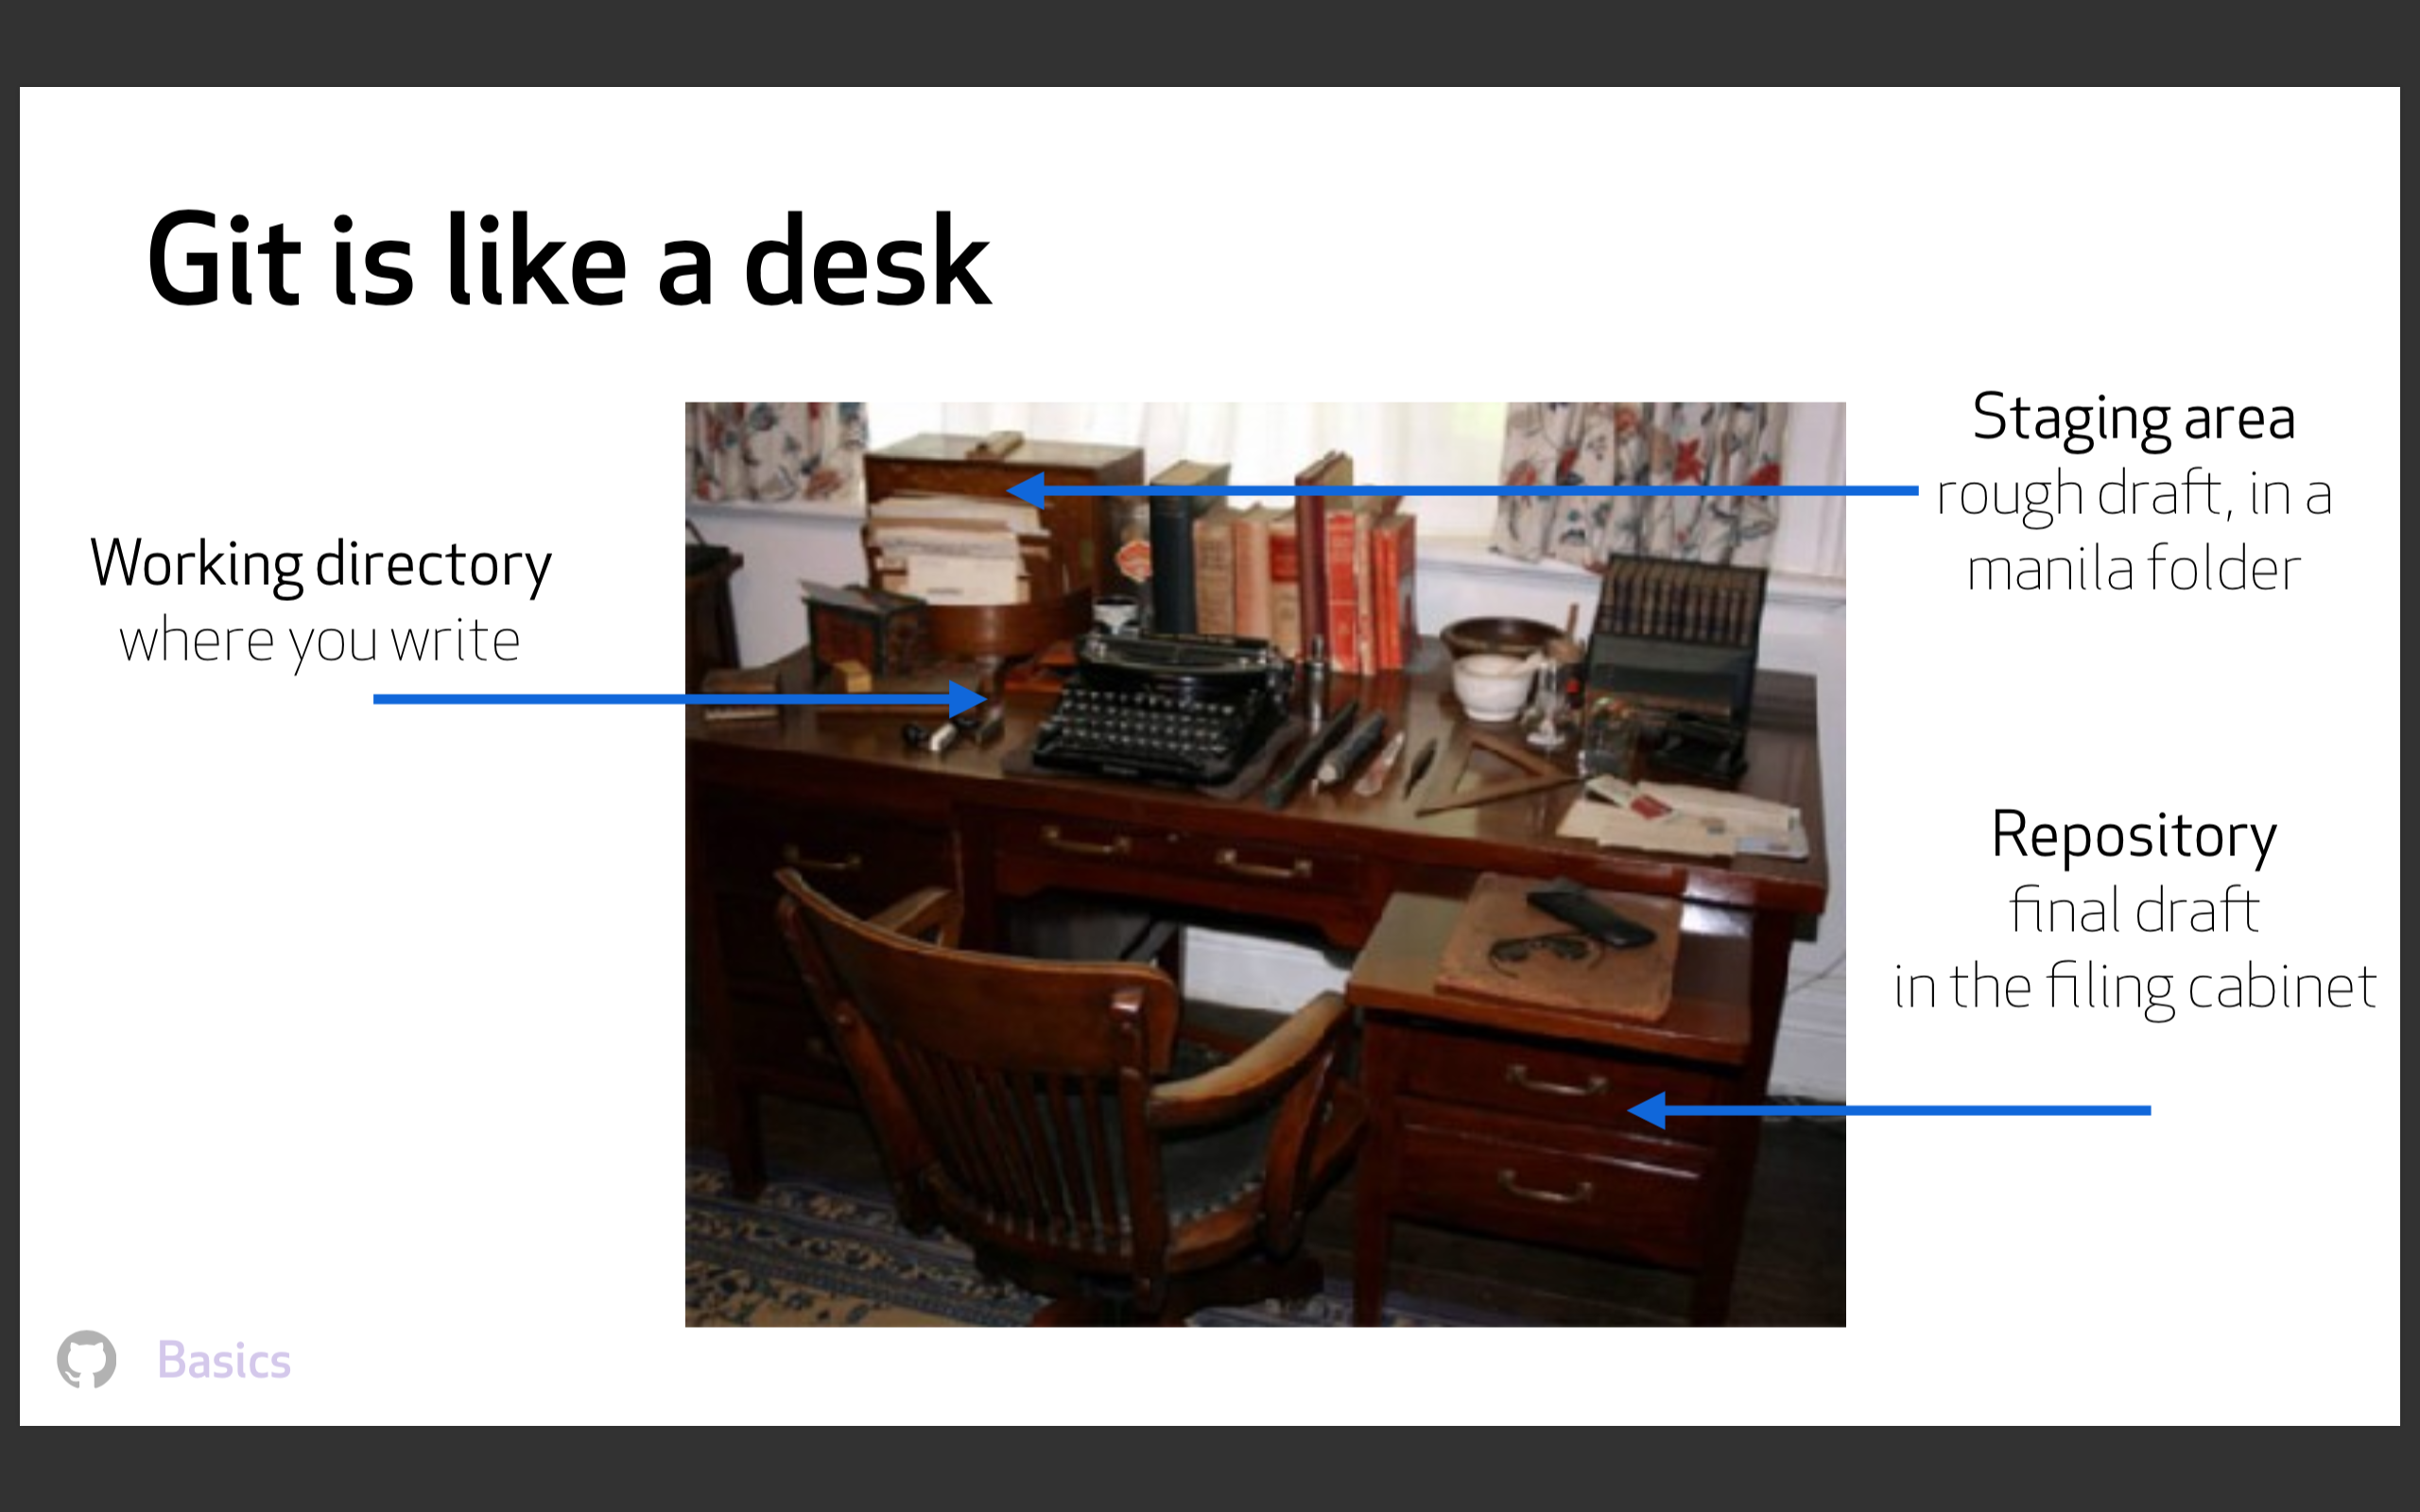 Git is like a desk
Working directory
where you write
Staging area
rough draft, in a
manila folder
Repository
final draft
in the filing cabinet
Basics